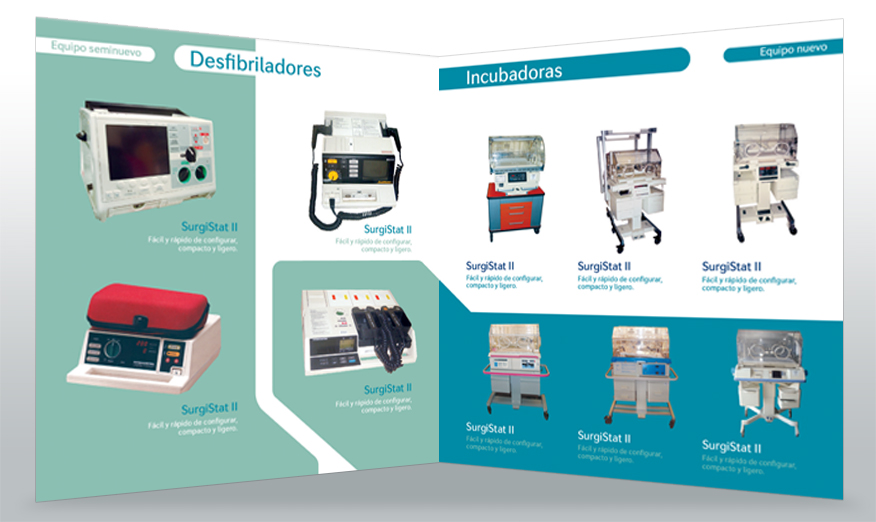 Equipo seminuevo
Desfibriladores
SurgiStat II
Fácil y rápido de configurar,
compacto y ligero.
SurgiStat II
Fácil y rápido de configurar,
compacto y ligero.
SurgiStat II
Fácil y rápido de configurar,
compacto y ligero.
SurgiStat II
Fácil y rápido de configurar,
compacto y ligero.
Incubadoras
Equipo nuevo
SurgiStat II
Fácil y rápido de configurar,
compacto y ligero.
SurgiStat II
Fácil y rápido de configurar,
compacto y ligero.
SurgiStat II
Fácil y rápido de configurar,
compacto y ligero.
SurgiStat II
Fácil y rápido de configurar,
compacto y ligero.
SurgiStat II
Fácil y rápido de configurar,
compacto y ligero.
SurgiStat II
Fácil y rápido de configurar,
compacto y ligero.